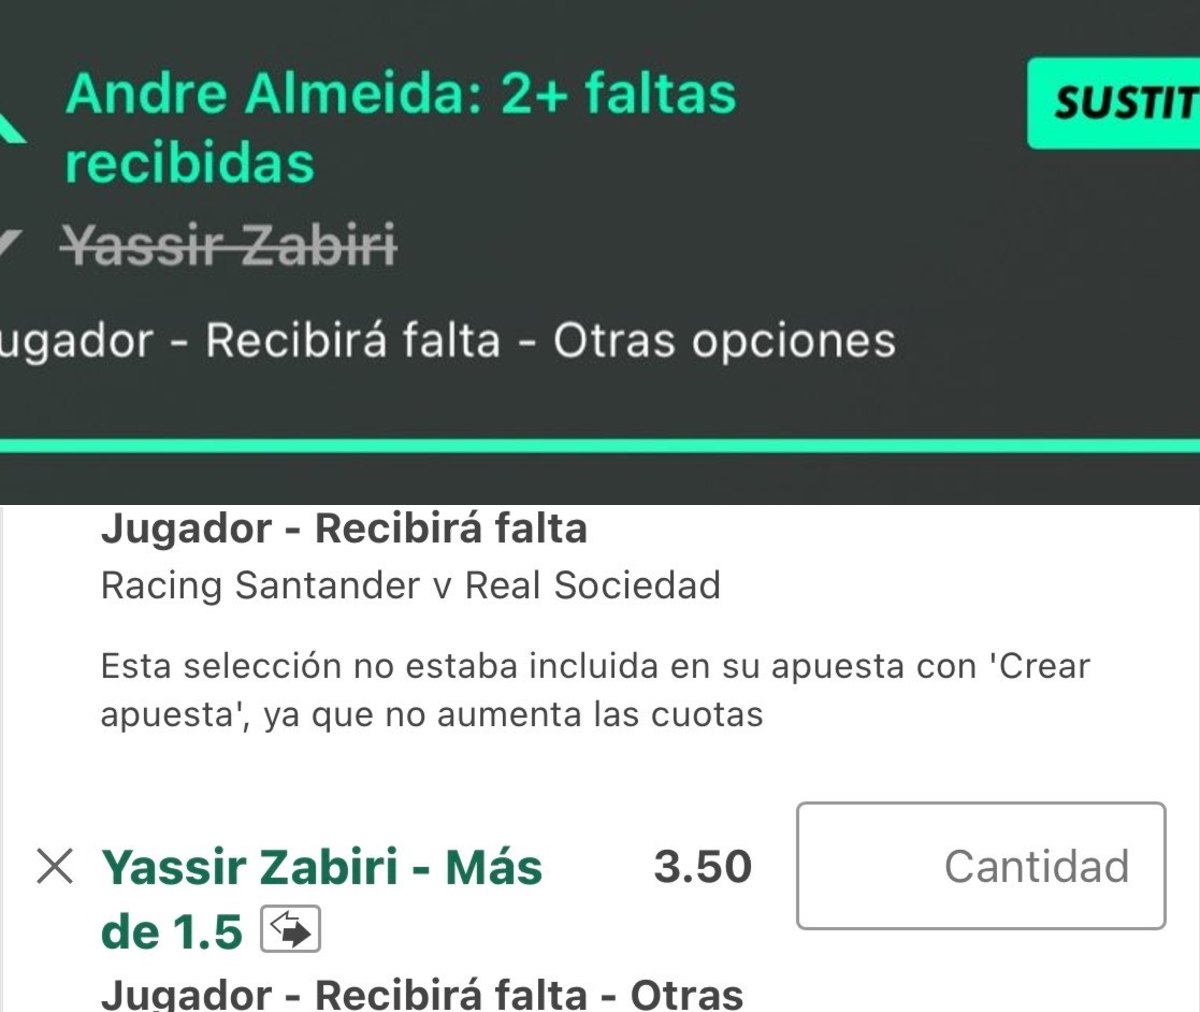 Andre Almeida: 2+ faltas
SUSTIT
recibidas
Yassir Zabiri
ugador - Recibirá falta - Otras opciones
Jugador - Recibirá falta
Racing Santander v Real Sociedad
Esta selección no estaba incluida en su apuesta con 'Crear
apuesta', ya que no aumenta las cuotas
Yassir Zabiri - Más
3.50
Cantidad
de 1.5
Jugador - Recibirá falta - Otras